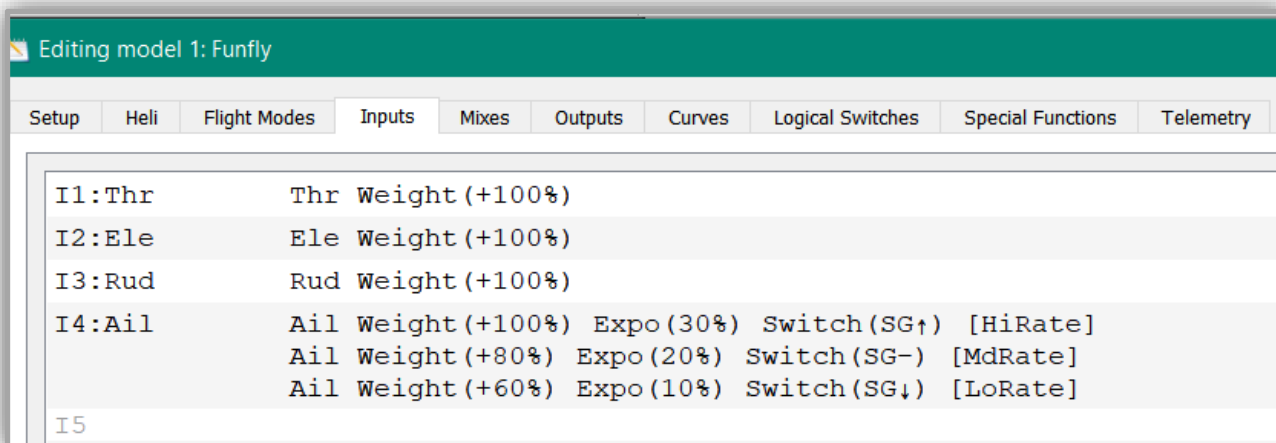 Editing model 1: Funfly
Setup Heli Flight Modes Inputs Mixes Outputs Curves Logical Switches Special Functions Telemetry
I1:Thr Thr Weight(+100%)
I2:Ele Ele Weight(+100%)
I3:Rud Rud Weight(+100%)
I4:Ail Ail Weight(+100%) Expo(30%) Switch(SG↑) [HiRate]
Ail Weight(+80%) Expo(20%) Switch(SG-) [MdRate]
Ail Weight(+60%) Expo(10%) Switch(SG↓) [LoRate]
I5